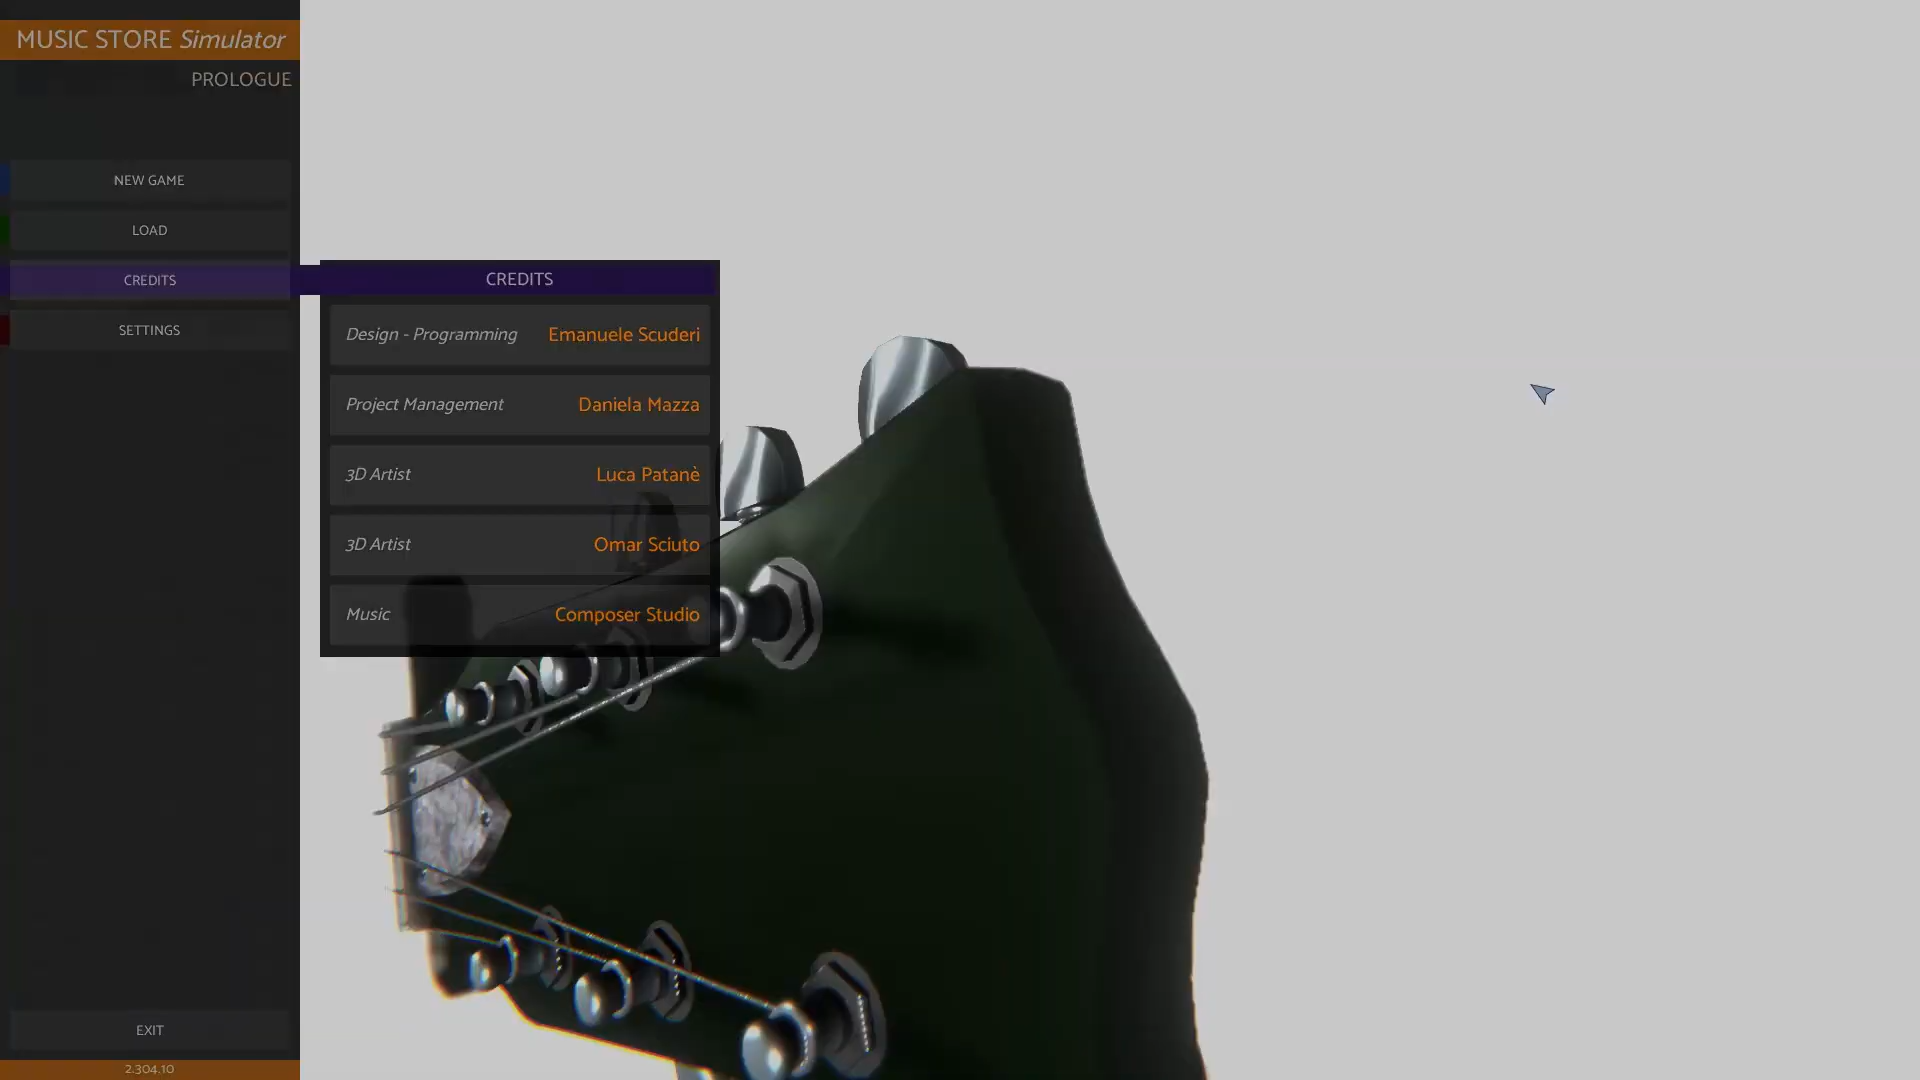 MUSIC STORE Simulator
PROLOGUE
NEW GAME
LOAD
CREDITS
SETTINGS
EXIT
2.304.10
CREDITS
Design - Programming Emanuele Scuderi
Project Management Daniela Mazza
3D Artist Luca Patanè
3D Artist Omar Sciuto
Music Composer Studio